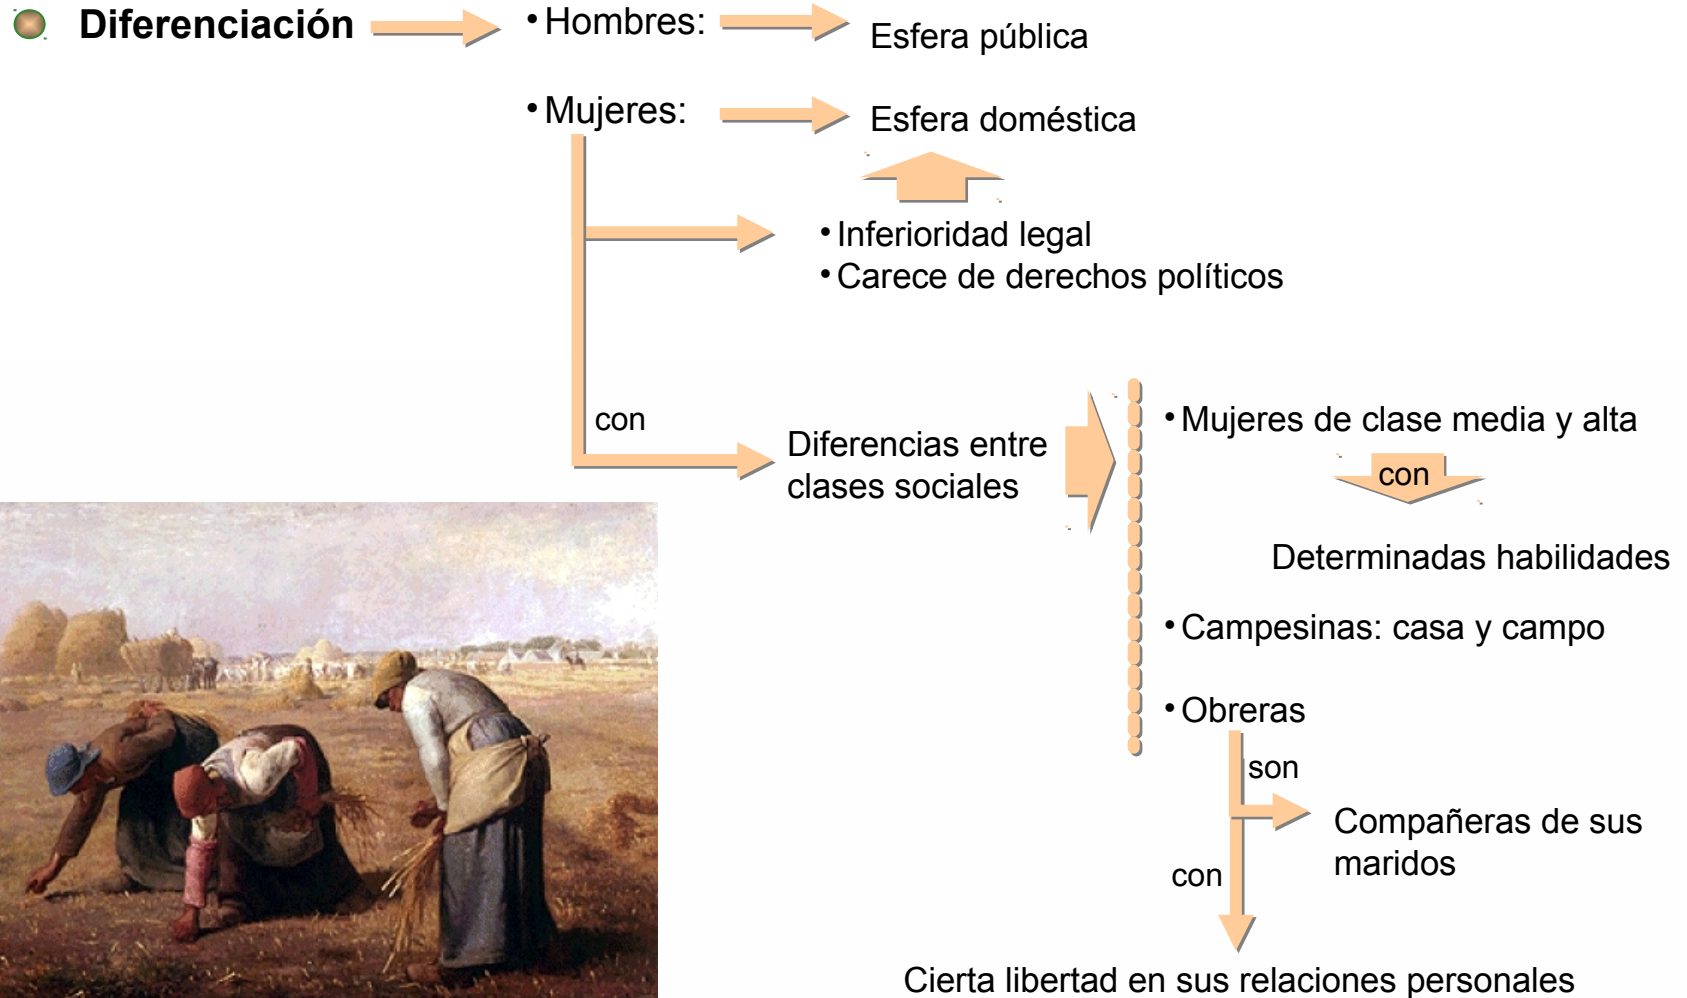 Diferenciación
• Hombres:
Esfera pública
• Mujeres:
Esfera doméstica
• Inferioridad legal
• Carece de derechos políticos
con
Diferencias entre
clases sociales
• Mujeres de clase media y alta
con
Determinadas habilidades
• Campesinas: casa y campo
• Obreras
son
Compañeras de sus
maridos
con
Cierta libertad en sus relaciones personales